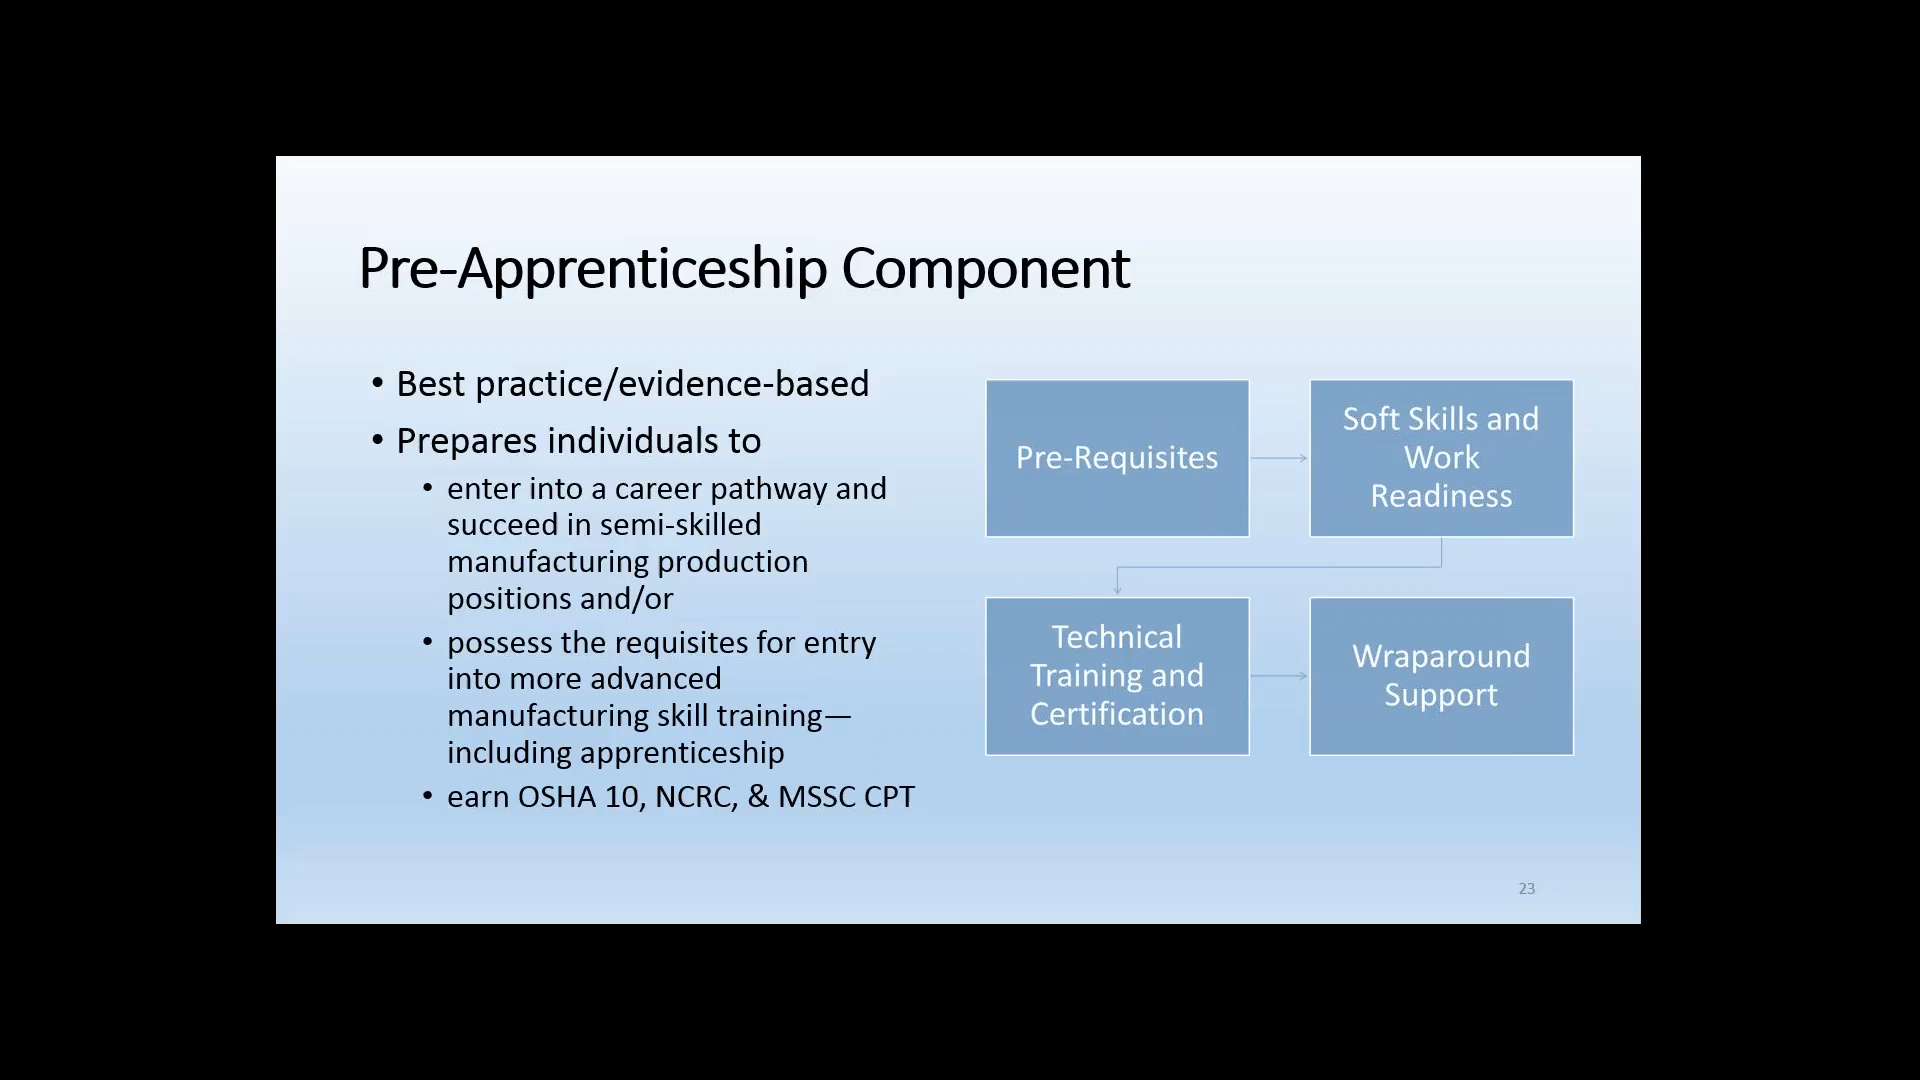 Pre-Apprenticeship Component
• Best practice/evidence-based
• Prepares individuals to
• enter into a career pathway and
succeed in semi-skilled
manufacturing production
positions and/or
• possess the requisites for entry
into more advanced
manufacturing skill training—
including apprenticeship
• earn OSHA 10, NCRC, & MSSC CPT
Pre-Requisites
Soft Skills and
Work
Readiness
Technical
Training and
Certification
Wraparound
Support
23